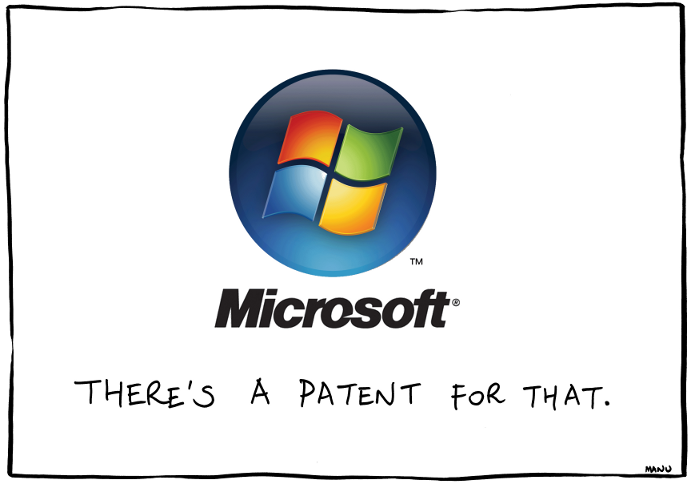 TM
Microsoft®
THERE'S A PATENT FOR THAT.
MANU